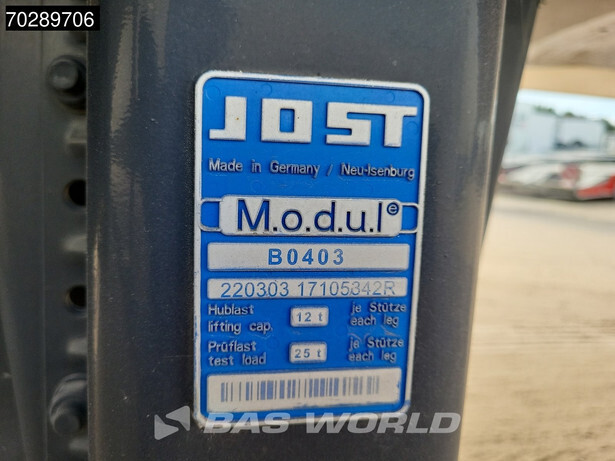 70289706
JOST
Made in Germany / Neu-Isenburg
M.o.d.u.l®
B0403
220303 17105342R
Hublast 12 t je Stütze
lifting cap. each leg
Prüflast 25 t je Stütze
test load each leg
BAS WORLD